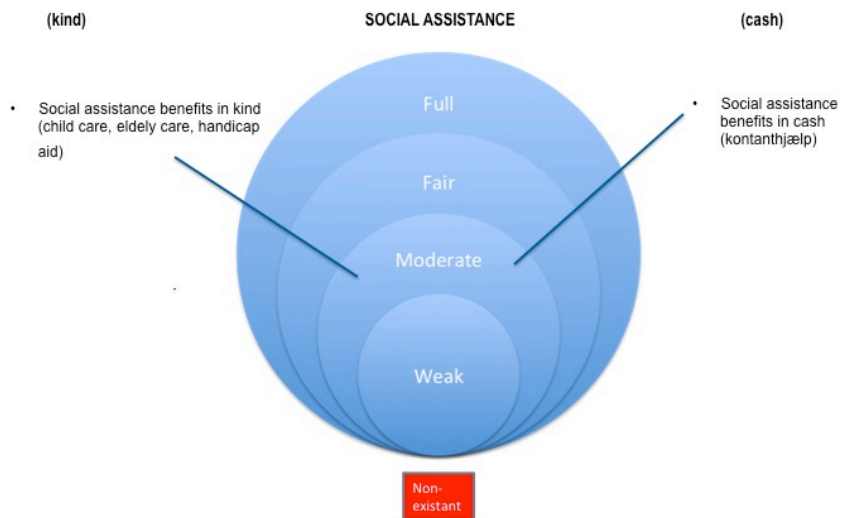 (kind)
SOCIAL ASSISTANCE
(cash)
• Social assistance benefits in kind
(child care, eldely care, handicap
aid)
• Social assistance
benefits in cash
(kontanthjælp)
Full
Fair
Moderate
Weak
Non-
existant